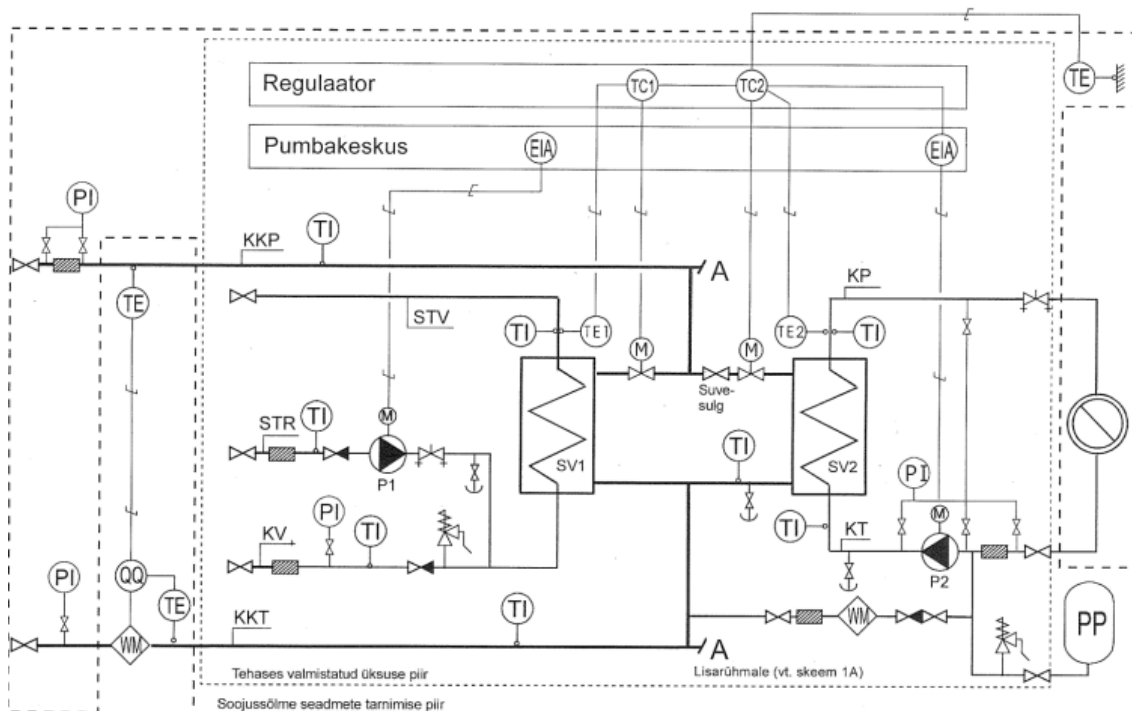 TE
Regulaator
TC1
TC2
Pumbakeskus
EIA
EIA
PI
TI
KKP
A
TE
STV
TI
TE1
M
M
TE2
TI
KP
Suve-
sulg
STR
TI
M
P1
SV1
TI
SV2
PI
KV
PI
TI
TI
KT
M
P2
PI
QQ
TE
WM
KKT
TI
A
WM
PP
Tehases valmistatud üksuse piir
Lisarühmale (vt. skeem 1A)
Soojussõlme seadmete tarnimise piir